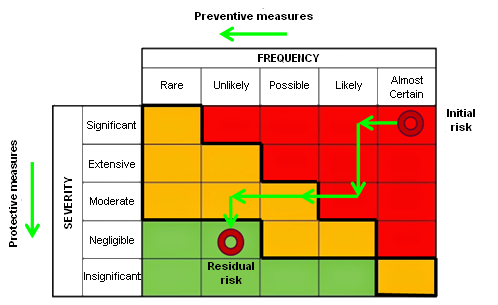 Preventive measures
FREQUENCY
Rare
Unlikely
Possible
Likely
Almost
Certain
Protective measures
SEVERITY
Significant
Extensive
Moderate
Negligible
Insignificant
Initial
risk
Residual
risk